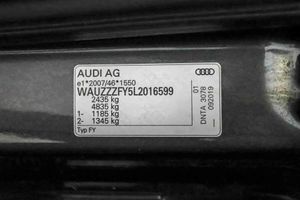 AUDI AG
e1*2007/46*1550
WAUZZZFY5L2016599
2435 kg
4835 kg
1- 1185 kg
2- 1345 kg
Typ FY
DNTA 3078 01
092019